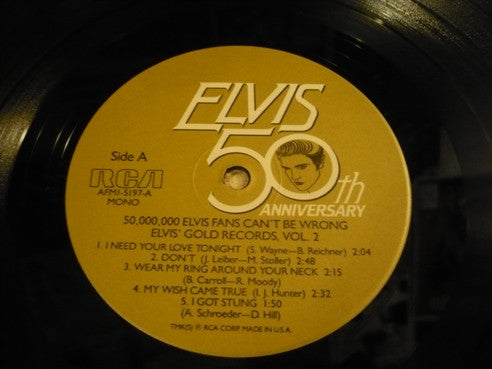 ELVIS
50th
ANNIVERSARY
Side A
RCA
AFM1-5197-A
MONO
50,000,000 ELVIS FANS CAN'T BE WRONG
ELVIS' GOLD RECORDS, VOL. 2
1. I NEED YOUR LOVE TONIGHT (S. Wayne—B. Reichner) 2:04
2. DON'T (J. Leiber—M. Stoller) 2:48
3. WEAR MY RING AROUND YOUR NECK 2:15
(B. Carroll—R. Moody)
4. MY WISH CAME TRUE (I. J. Hunter) 2:32
5. I GOT STUNG 1:50
(A. Schroeder—D. Hill)
TMK(S) ® RCA CORP. MADE IN U.S.A.